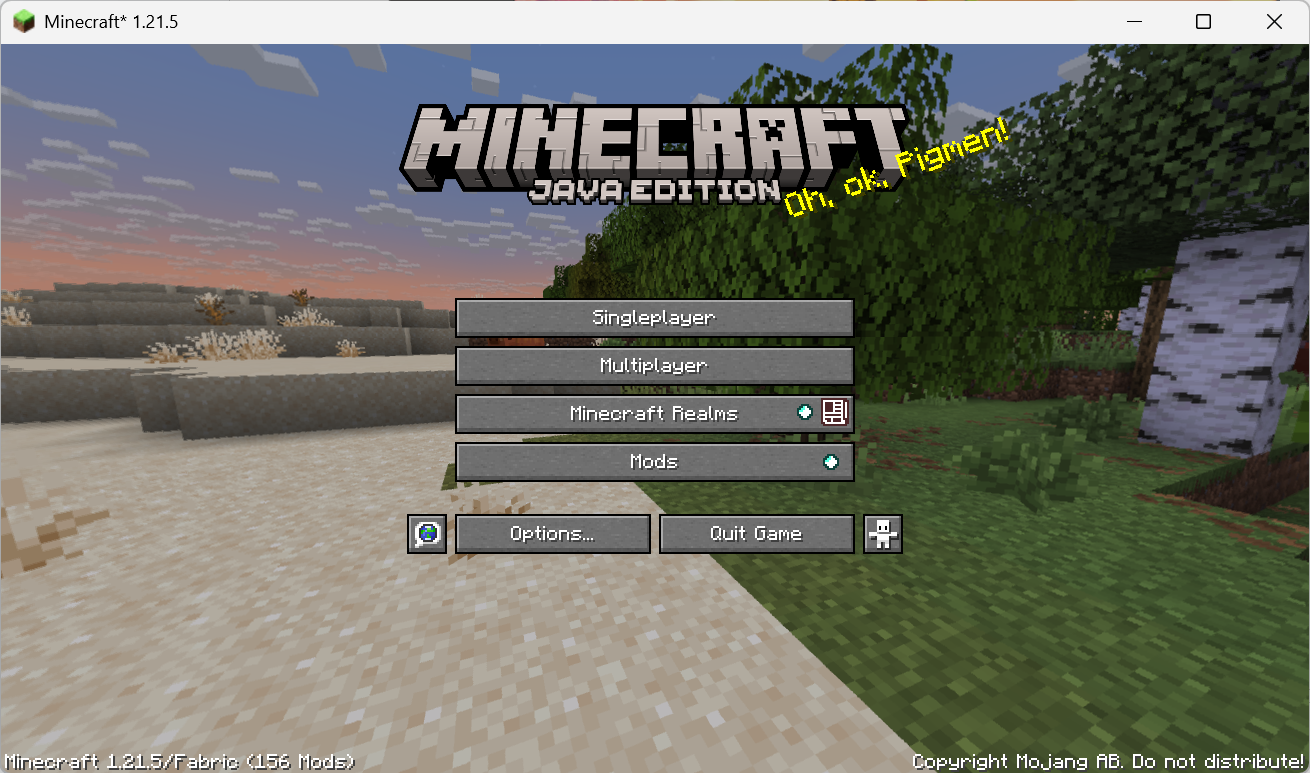 Minecraft* 1.21.5
MINECRAFT
JAVA EDITION
Oh, ok, Pigmen!
Singleplayer
Multiplayer
Minecraft Realms
Mods
Options...
Quit Game
Minecraft 1.21.5/Fabric (156 Mods)
Copyright Mojang AB. Do not distribute!